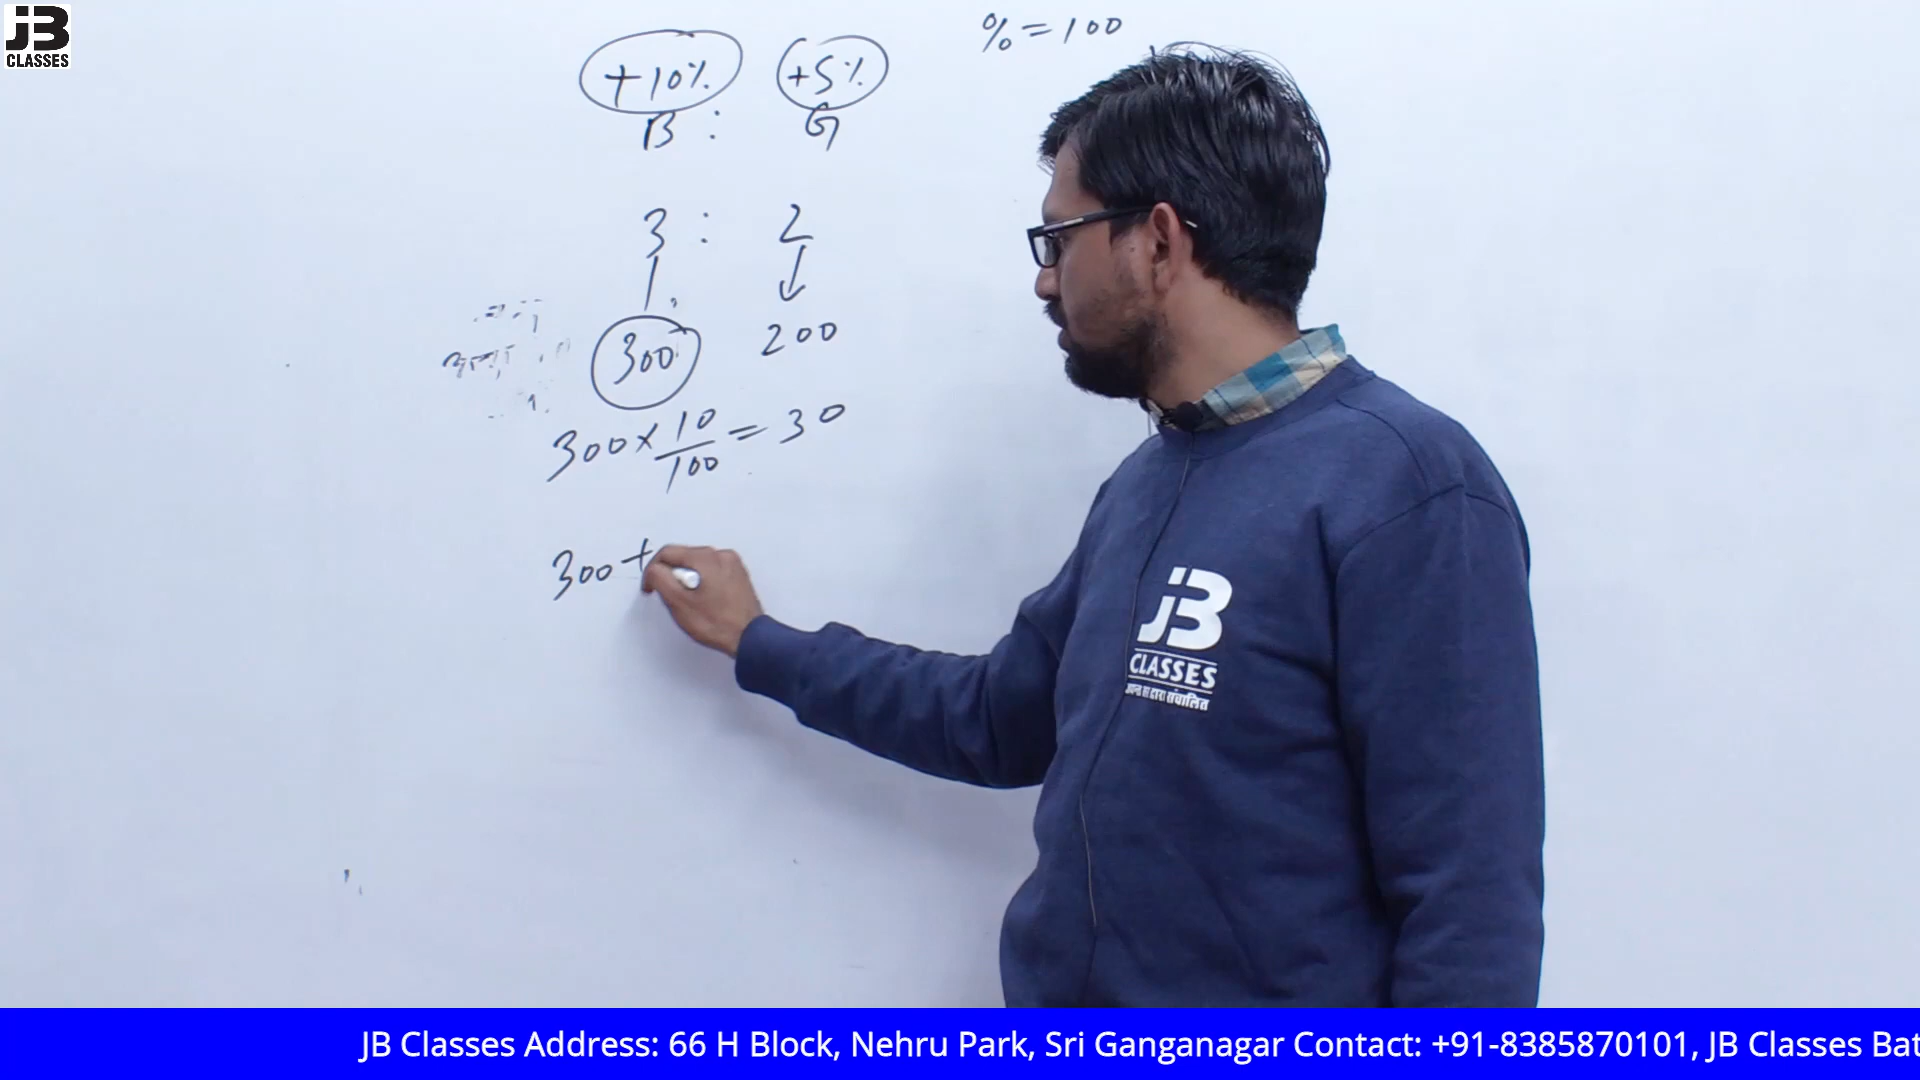 JB
CLASSES
% = 100
+10% +5%
B : G
3 : 2
300 200
300 × 10/100 = 30
300 +
JB
CLASSES
द्वारा संचालित
JB Classes Address: 66 H Block, Nehru Park, Sri Ganganagar Contact: +91-8385870101, JB Classes Bat